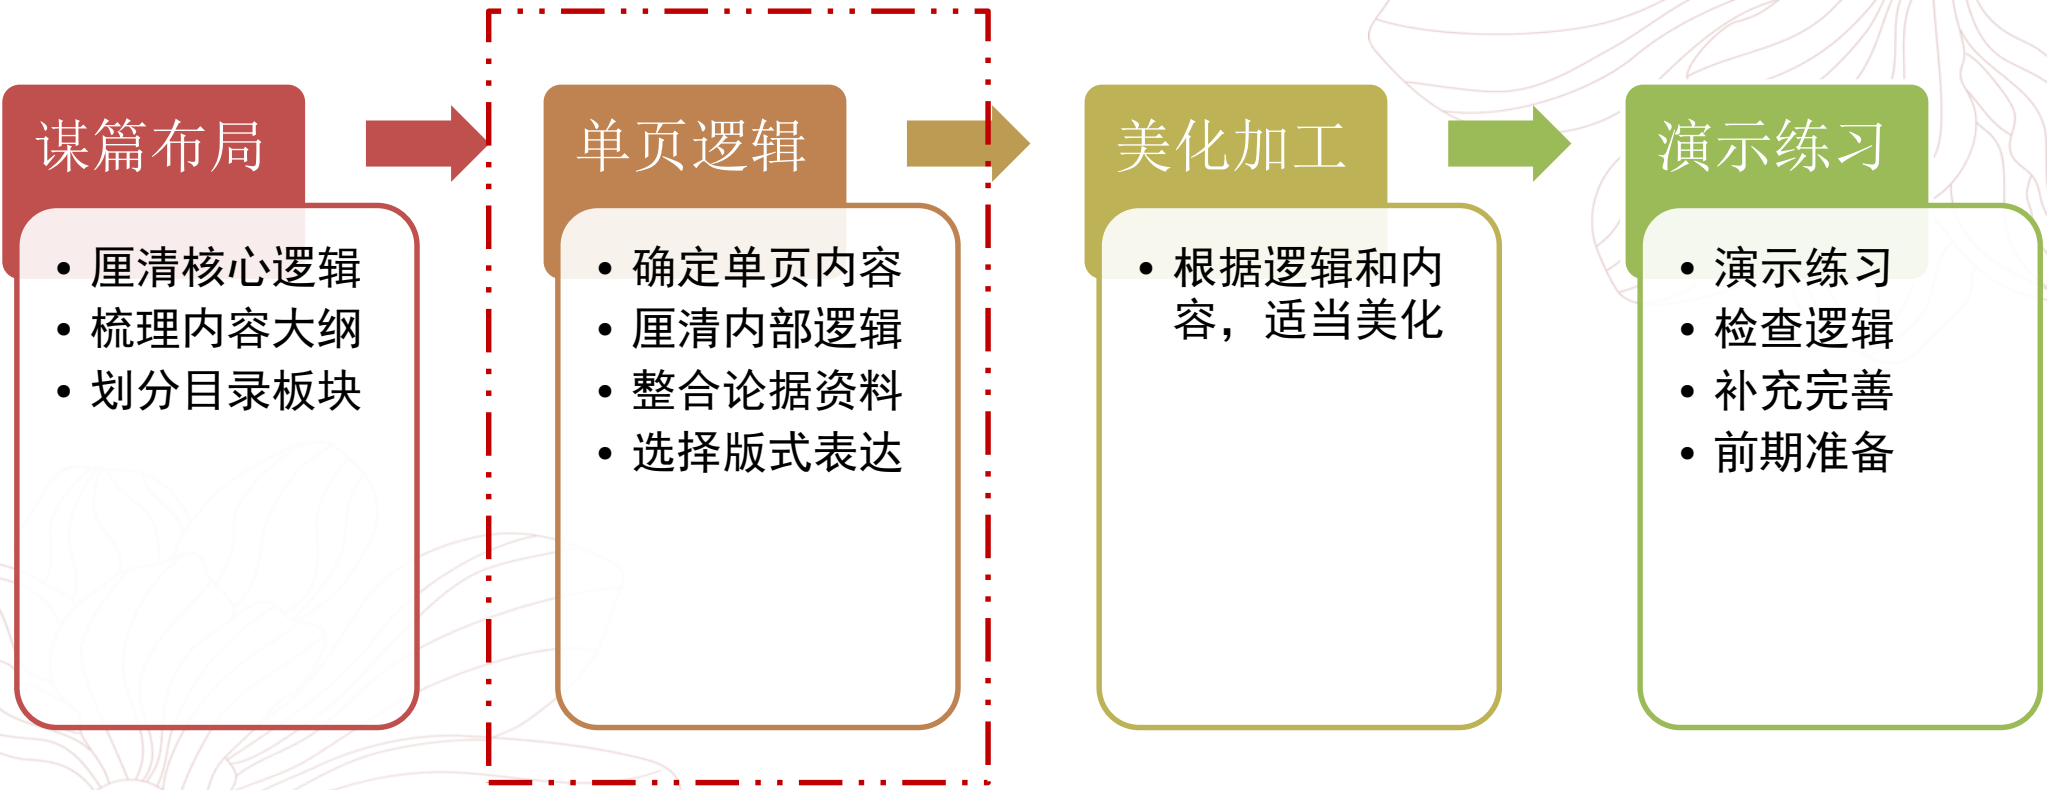 谋篇布局
• 厘清核心逻辑
• 梳理内容大纲
• 划分目录板块
单页逻辑
• 确定单页内容
• 厘清内部逻辑
• 整合论据资料
• 选择版式表达
美化加工
• 根据逻辑和内
容，适当美化
演示练习
• 演示练习
• 检查逻辑
• 补充完善
• 前期准备